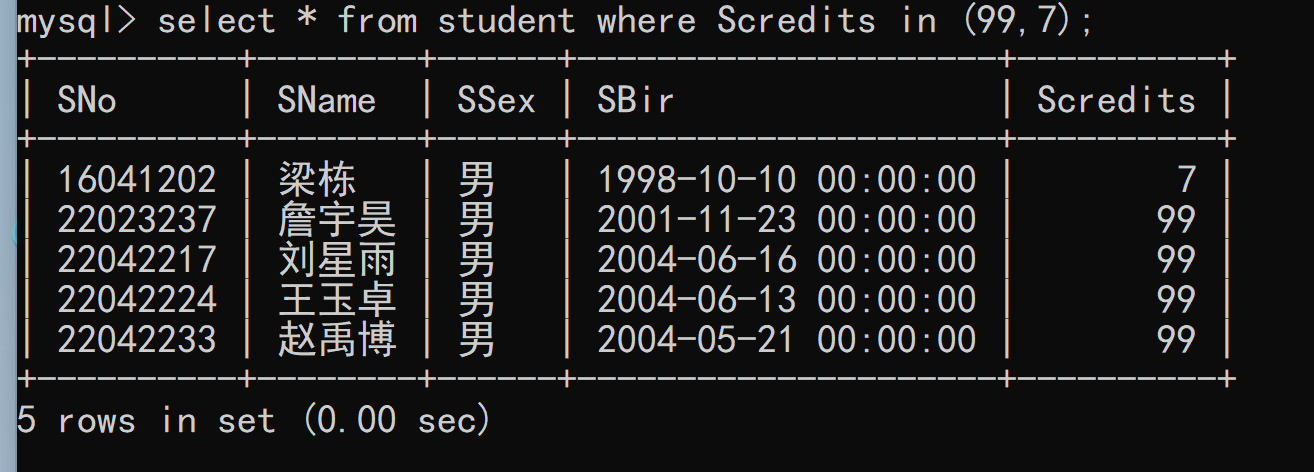 mysql> select * from student where Scredits in (99,7);
+----------+--------+------+---------------------+----------+
| SNo      | SName  | SSex | SBir                | Scredits |
+----------+--------+------+---------------------+----------+
| 16041202 | 梁栋   | 男   | 1998-10-10 00:00:00 |        7 |
| 22023237 | 詹宇昊 | 男   | 2001-11-23 00:00:00 |       99 |
| 22042217 | 刘星雨 | 男   | 2004-06-16 00:00:00 |       99 |
| 22042224 | 王玉卓 | 男   | 2004-06-13 00:00:00 |       99 |
| 22042233 | 赵禹博 | 男   | 2004-05-21 00:00:00 |       99 |
+----------+--------+------+---------------------+----------+
5 rows in set (0.00 sec)